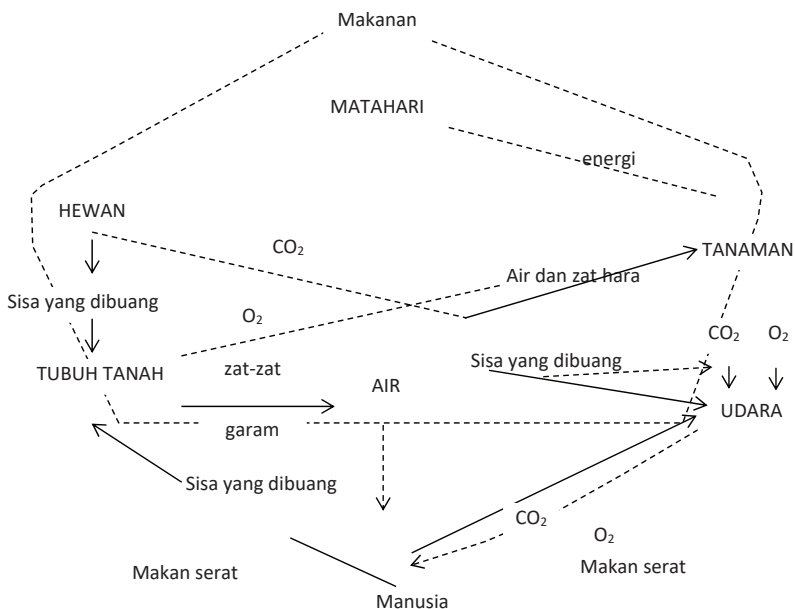 Makanan
MATAHARI
energi
HEWAN
CO₂
TANAMAN
Air dan zat hara
Sisa yang dibuang
O₂
CO₂ O₂
Sisa yang dibuang
TUBUH TANAH
zat-zat
AIR
UDARA
garam
Sisa yang dibuang
CO₂
O₂
Makan serat
Makan serat
Manusia